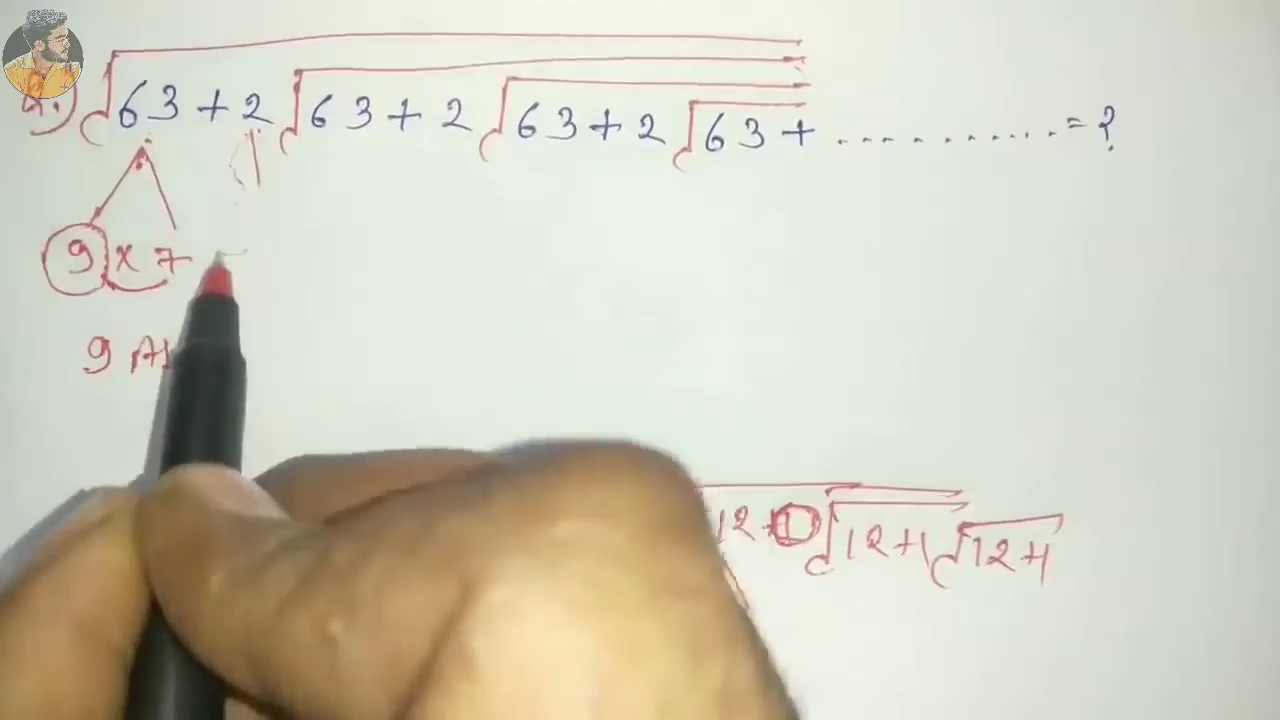 √63 + 2 √63 + 2 √63 + 2 √63 + ........... = ?
9 x 7
9
12 + 1 √12 + 1 √12 + 1